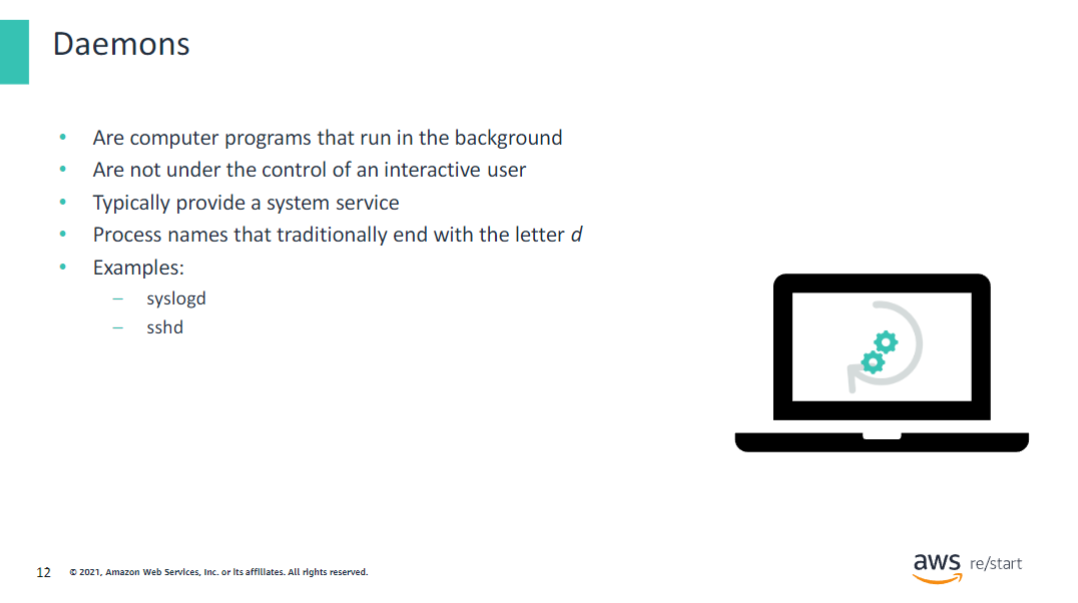 Daemons
• Are computer programs that run in the background
• Are not under the control of an interactive user
• Typically provide a system service
• Process names that traditionally end with the letter d
• Examples:
– syslogd
– sshd
12 © 2021, Amazon Web Services, Inc. or its affiliates. All rights reserved.
aws re/start